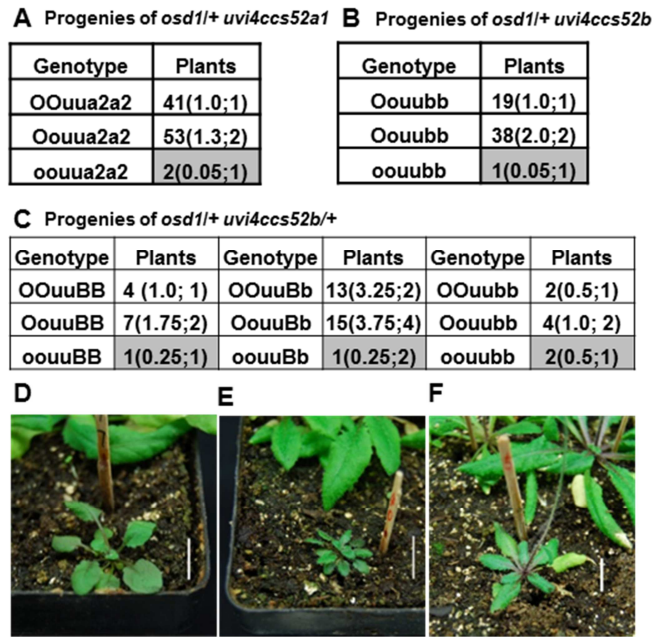 A Progenies of osd1/+ uvi4ccs52a1
Genotype Plants
OOuua2a2 41(1.0;1)
Oouua2a2 53(1.3;2)
oouua2a2 2(0.05;1)
B Progenies of osd1/+ uvi4ccs52b
Genotype Plants
Oouubb 19(1.0;1)
Oouubb 38(2.0;2)
oouubb 1(0.05;1)
C Progenies of osd1/+ uvi4ccs52b/+
Genotype Plants Genotype Plants Genotype Plants
OOuuBB 4 (1.0; 1) OOuuBb 13(3.25;2) OOuubb 2(0.5;1)
OouuBB 7(1.75;2) OouuBb 15(3.75;4) Oouubb 4(1.0; 2)
oouuBB 1(0.25;1) oouuBb 1(0.25;2) oouubb 2(0.5;1)
D E F